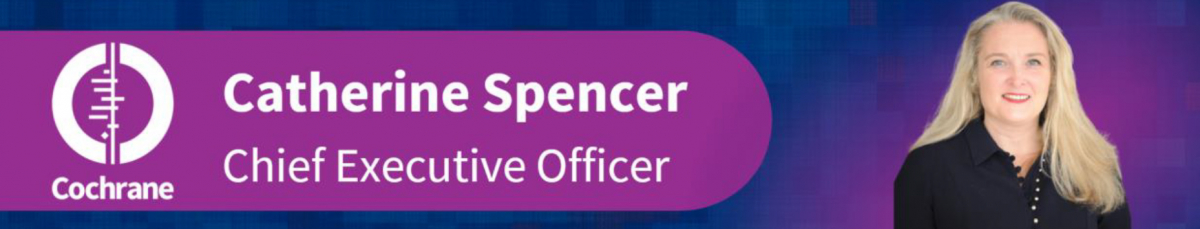 Cochrane
Catherine Spencer
Chief Executive Officer